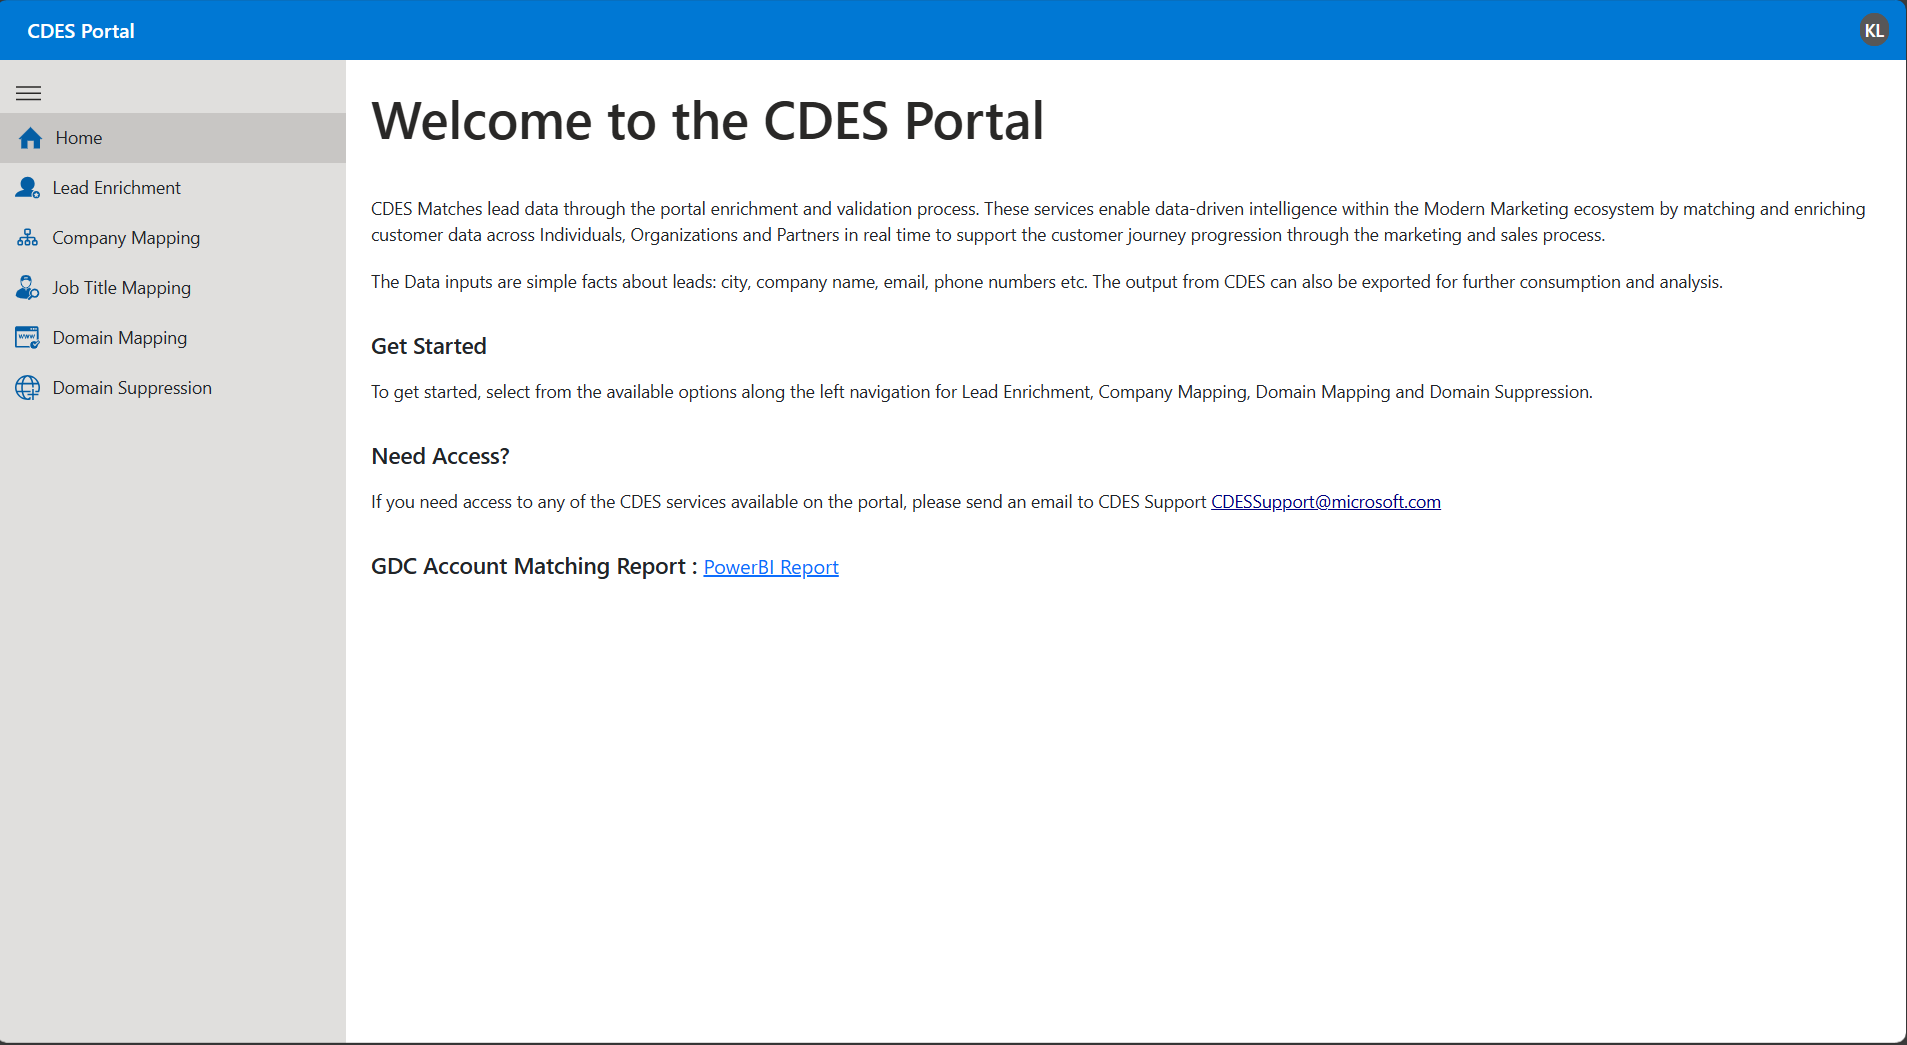 CDES Portal
KL
Home
Lead Enrichment
Company Mapping
Job Title Mapping
www
Domain Mapping
Domain Suppression
Welcome to the CDES Portal
CDES Matches lead data through the portal enrichment and validation process. These services enable data-driven intelligence within the Modern Marketing ecosystem by matching and enriching
customer data across Individuals, Organizations and Partners in real time to support the customer journey progression through the marketing and sales process.
The Data inputs are simple facts about leads: city, company name, email, phone numbers etc. The output from CDES can also be exported for further consumption and analysis.
Get Started
To get started, select from the available options along the left navigation for Lead Enrichment, Company Mapping, Domain Mapping and Domain Suppression.
Need Access?
If you need access to any of the CDES services available on the portal, please send an email to CDES Support CDESSupport@microsoft.com
GDC Account Matching Report : PowerBI Report